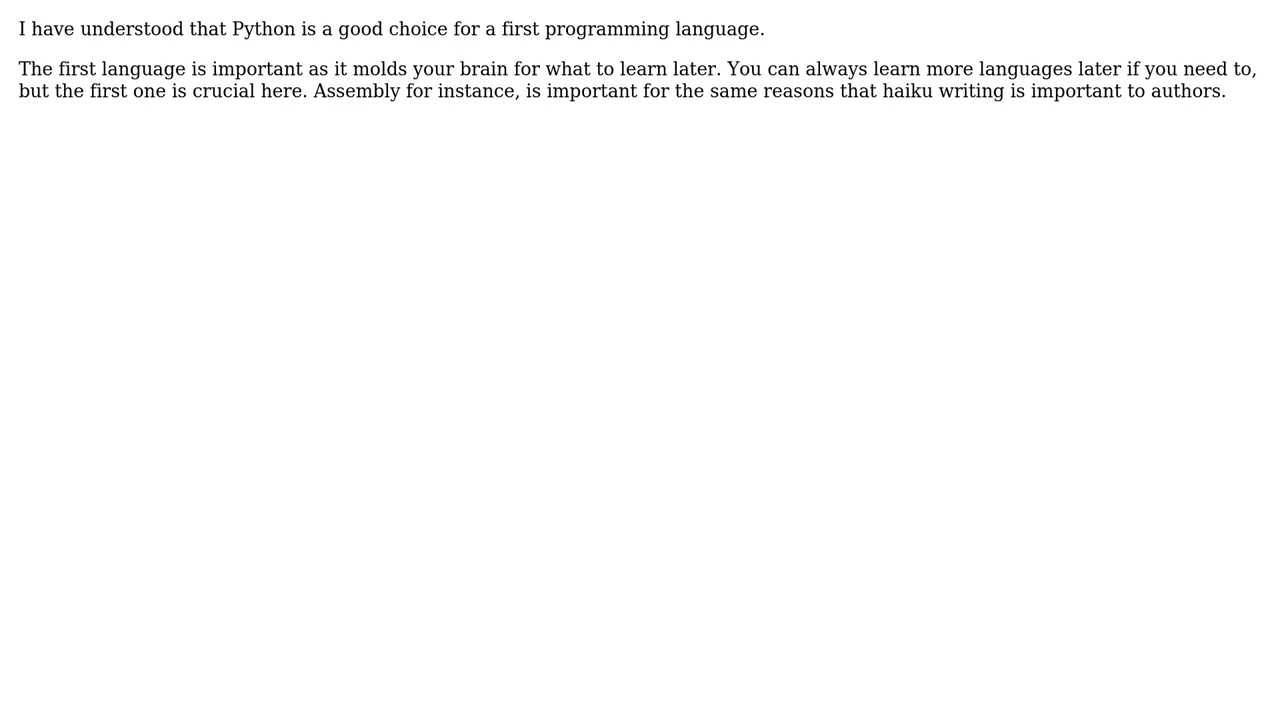 I have understood that Python is a good choice for a first programming language.
The first language is important as it molds your brain for what to learn later. You can always learn more languages later if you need to,
but the first one is crucial here. Assembly for instance, is important for the same reasons that haiku writing is important to authors.